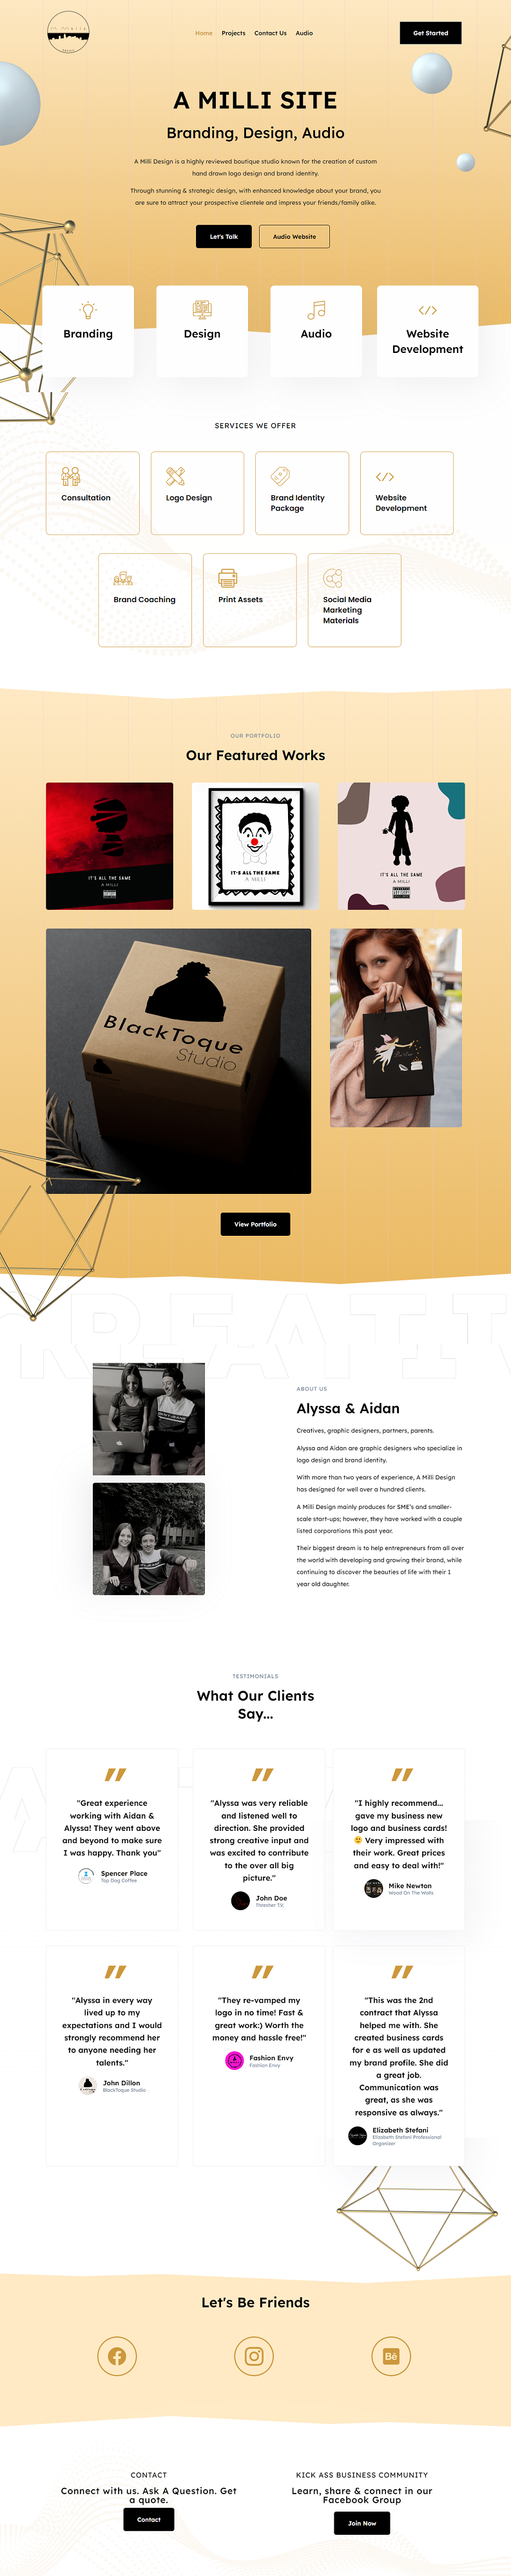 Home Projects Contact Us Audio
Get Started
A MILLI SITE
Branding, Design, Audio
A Milli Design is a highly reviewed boutique studio known for the creation of custom
hand drawn logo design and brand identity.
Through stunning & strategic design, with enhanced knowledge about your brand, you
are sure to attract your prospective clientele and impress your friends/family alike.
Let's Talk
Audio Website
Branding
Design
Audio
Website
Development
SERVICES WE OFFER
Consultation
Logo Design
Brand Identity
Package
Website
Development
Brand Coaching
Print Assets
Social Media
Marketing
Materials
OUR PORTFOLIO
Our Featured Works
IT'S ALL THE SAME
A MILLI
IT'S ALL THE SAME
A MILLI
IT'S ALL THE SAME
A MILLI
BlackToque
Studio
View Portfolio
ABOUT US
Alyssa & Aidan
Creatives, graphic designers, partners, parents.
Alyssa and Aidan are graphic designers who specialize in
logo design and brand identity.
With more than two years of experience, A Milli Design
has designed for well over a hundred clients.
A Milli Design mainly produces for SME's and smaller-
scale start-ups; however, they have worked with a couple
listed corporations this past year.
Their biggest dream is to help entrepreneurs from all over
the world with developing and growing their brand, while
continuing to discover the beauties of life with their 1
year old daughter.
TESTIMONIALS
What Our Clients
Say...
"Great experience
working with Aidan &
Alyssa! They went above
and beyond to make sure
I was happy. Thank you"
Spencer Place
Top Dog Coffee
"Alyssa was very reliable
and listened well to
direction. She provided
strong creative input and
was excited to contribute
to the over all big
picture."
John Doe
Thrasher T.V.
"I highly recommend...
gave my business new
logo and business cards!
🙂 Very impressed with
their work. Great prices
and easy to deal with!"
Mike Newton
Wood On The Walls
"Alyssa in every way
lived up to my
expectations and I would
strongly recommend her
to anyone needing her
talents."
John Dillon
BlackToque Studio
"They re-vamped my
logo in no time! Fast &
great work:) Worth the
money and hassle free!"
Fashion Envy
Fashion Envy
"This was the 2nd
contract that Alyssa
helped me with. She
created business cards
for e as well as updated
my brand profile. She did
a great job.
Communication was
great, as she was
responsive as always."
Elizabeth Stefani
Elizabeth Stefani Professional
Organizer
Let's Be Friends
Bē
CONTACT
Connect with us. Ask A Question. Get
a quote.
Contact
KICK ASS BUSINESS COMMUNITY
Learn, share & connect in our
Facebook Group
Join Now